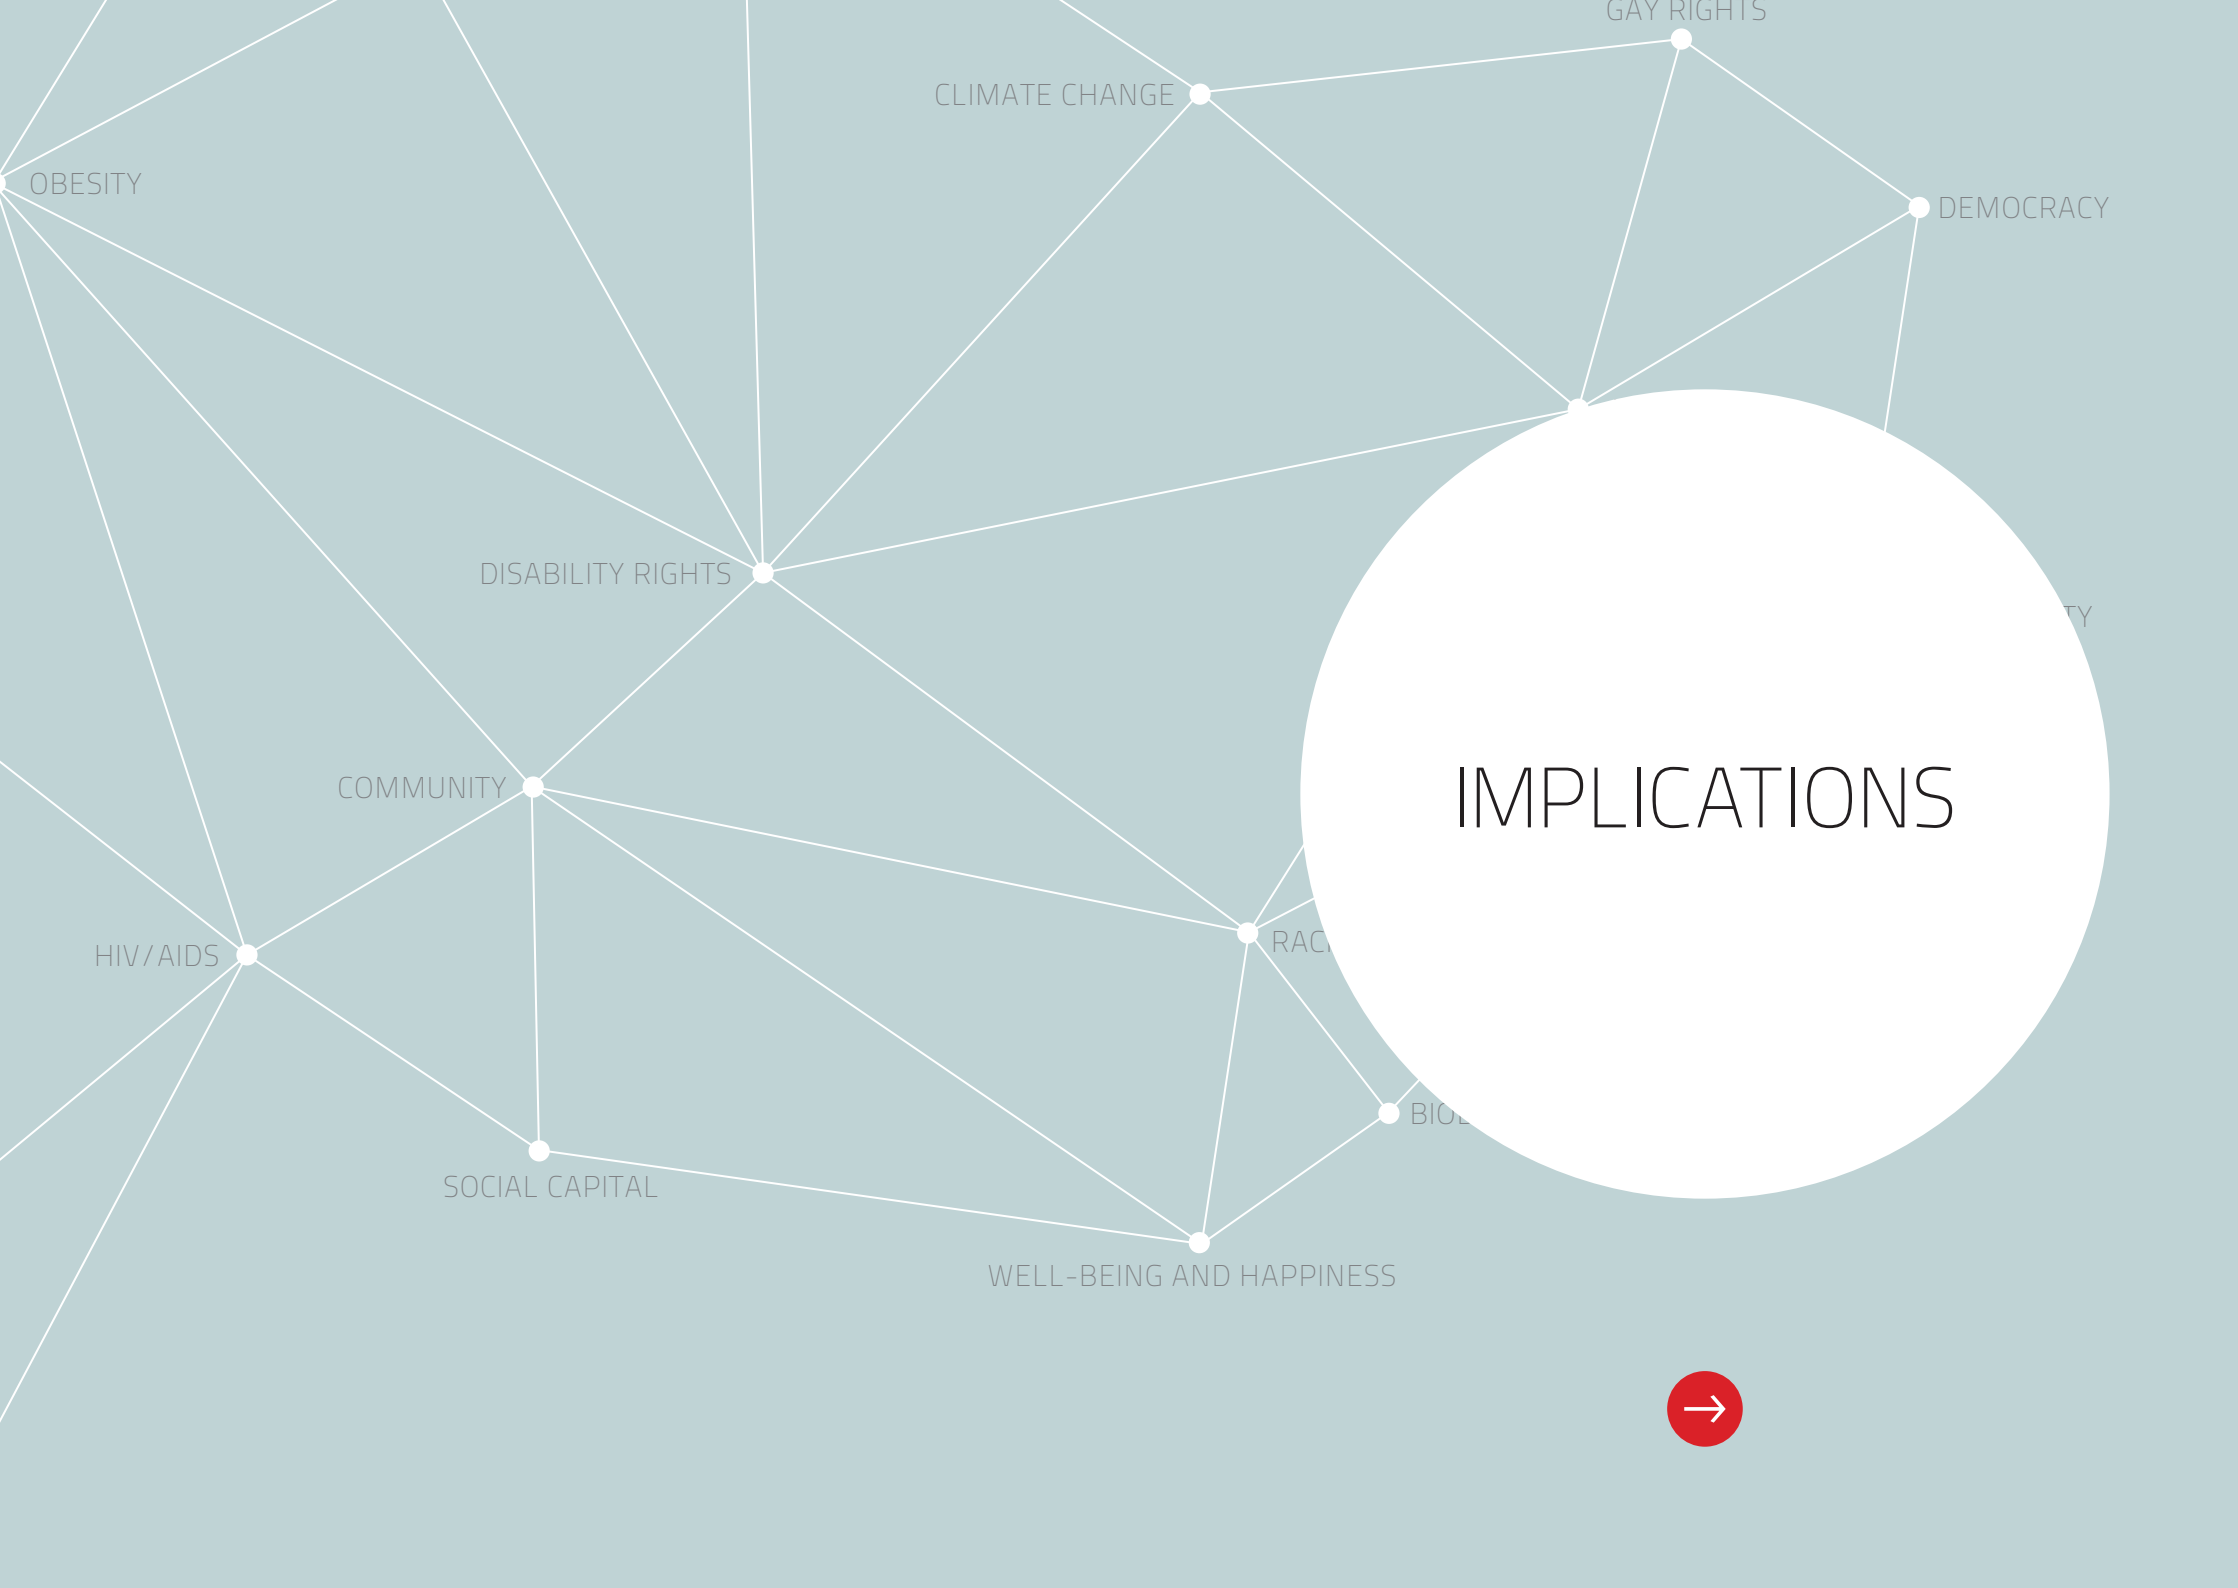 GAY RIGHTS
CLIMATE CHANGE
OBESITY
DEMOCRACY
DISABILITY RIGHTS
IMPLICATIONS
COMMUNITY
HIV/AIDS
SOCIAL CAPITAL
WELL-BEING AND HAPPINESS